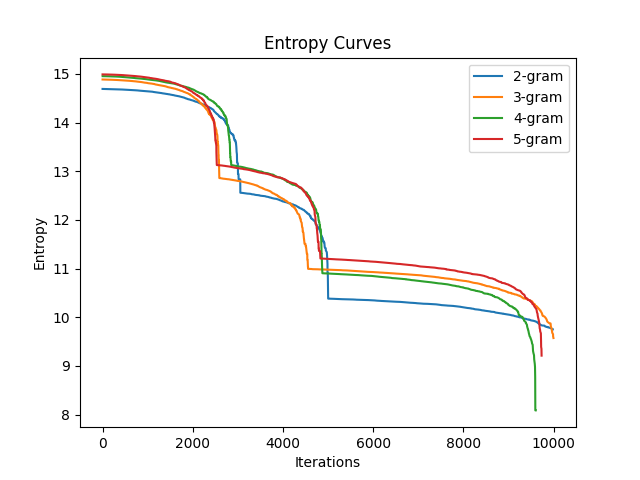 Entropy Curves
2-gram
3-gram
4-gram
5-gram
Entropy
15
14
13
12
11
10
9
8
0
2000
4000
6000
8000
10000
Iterations